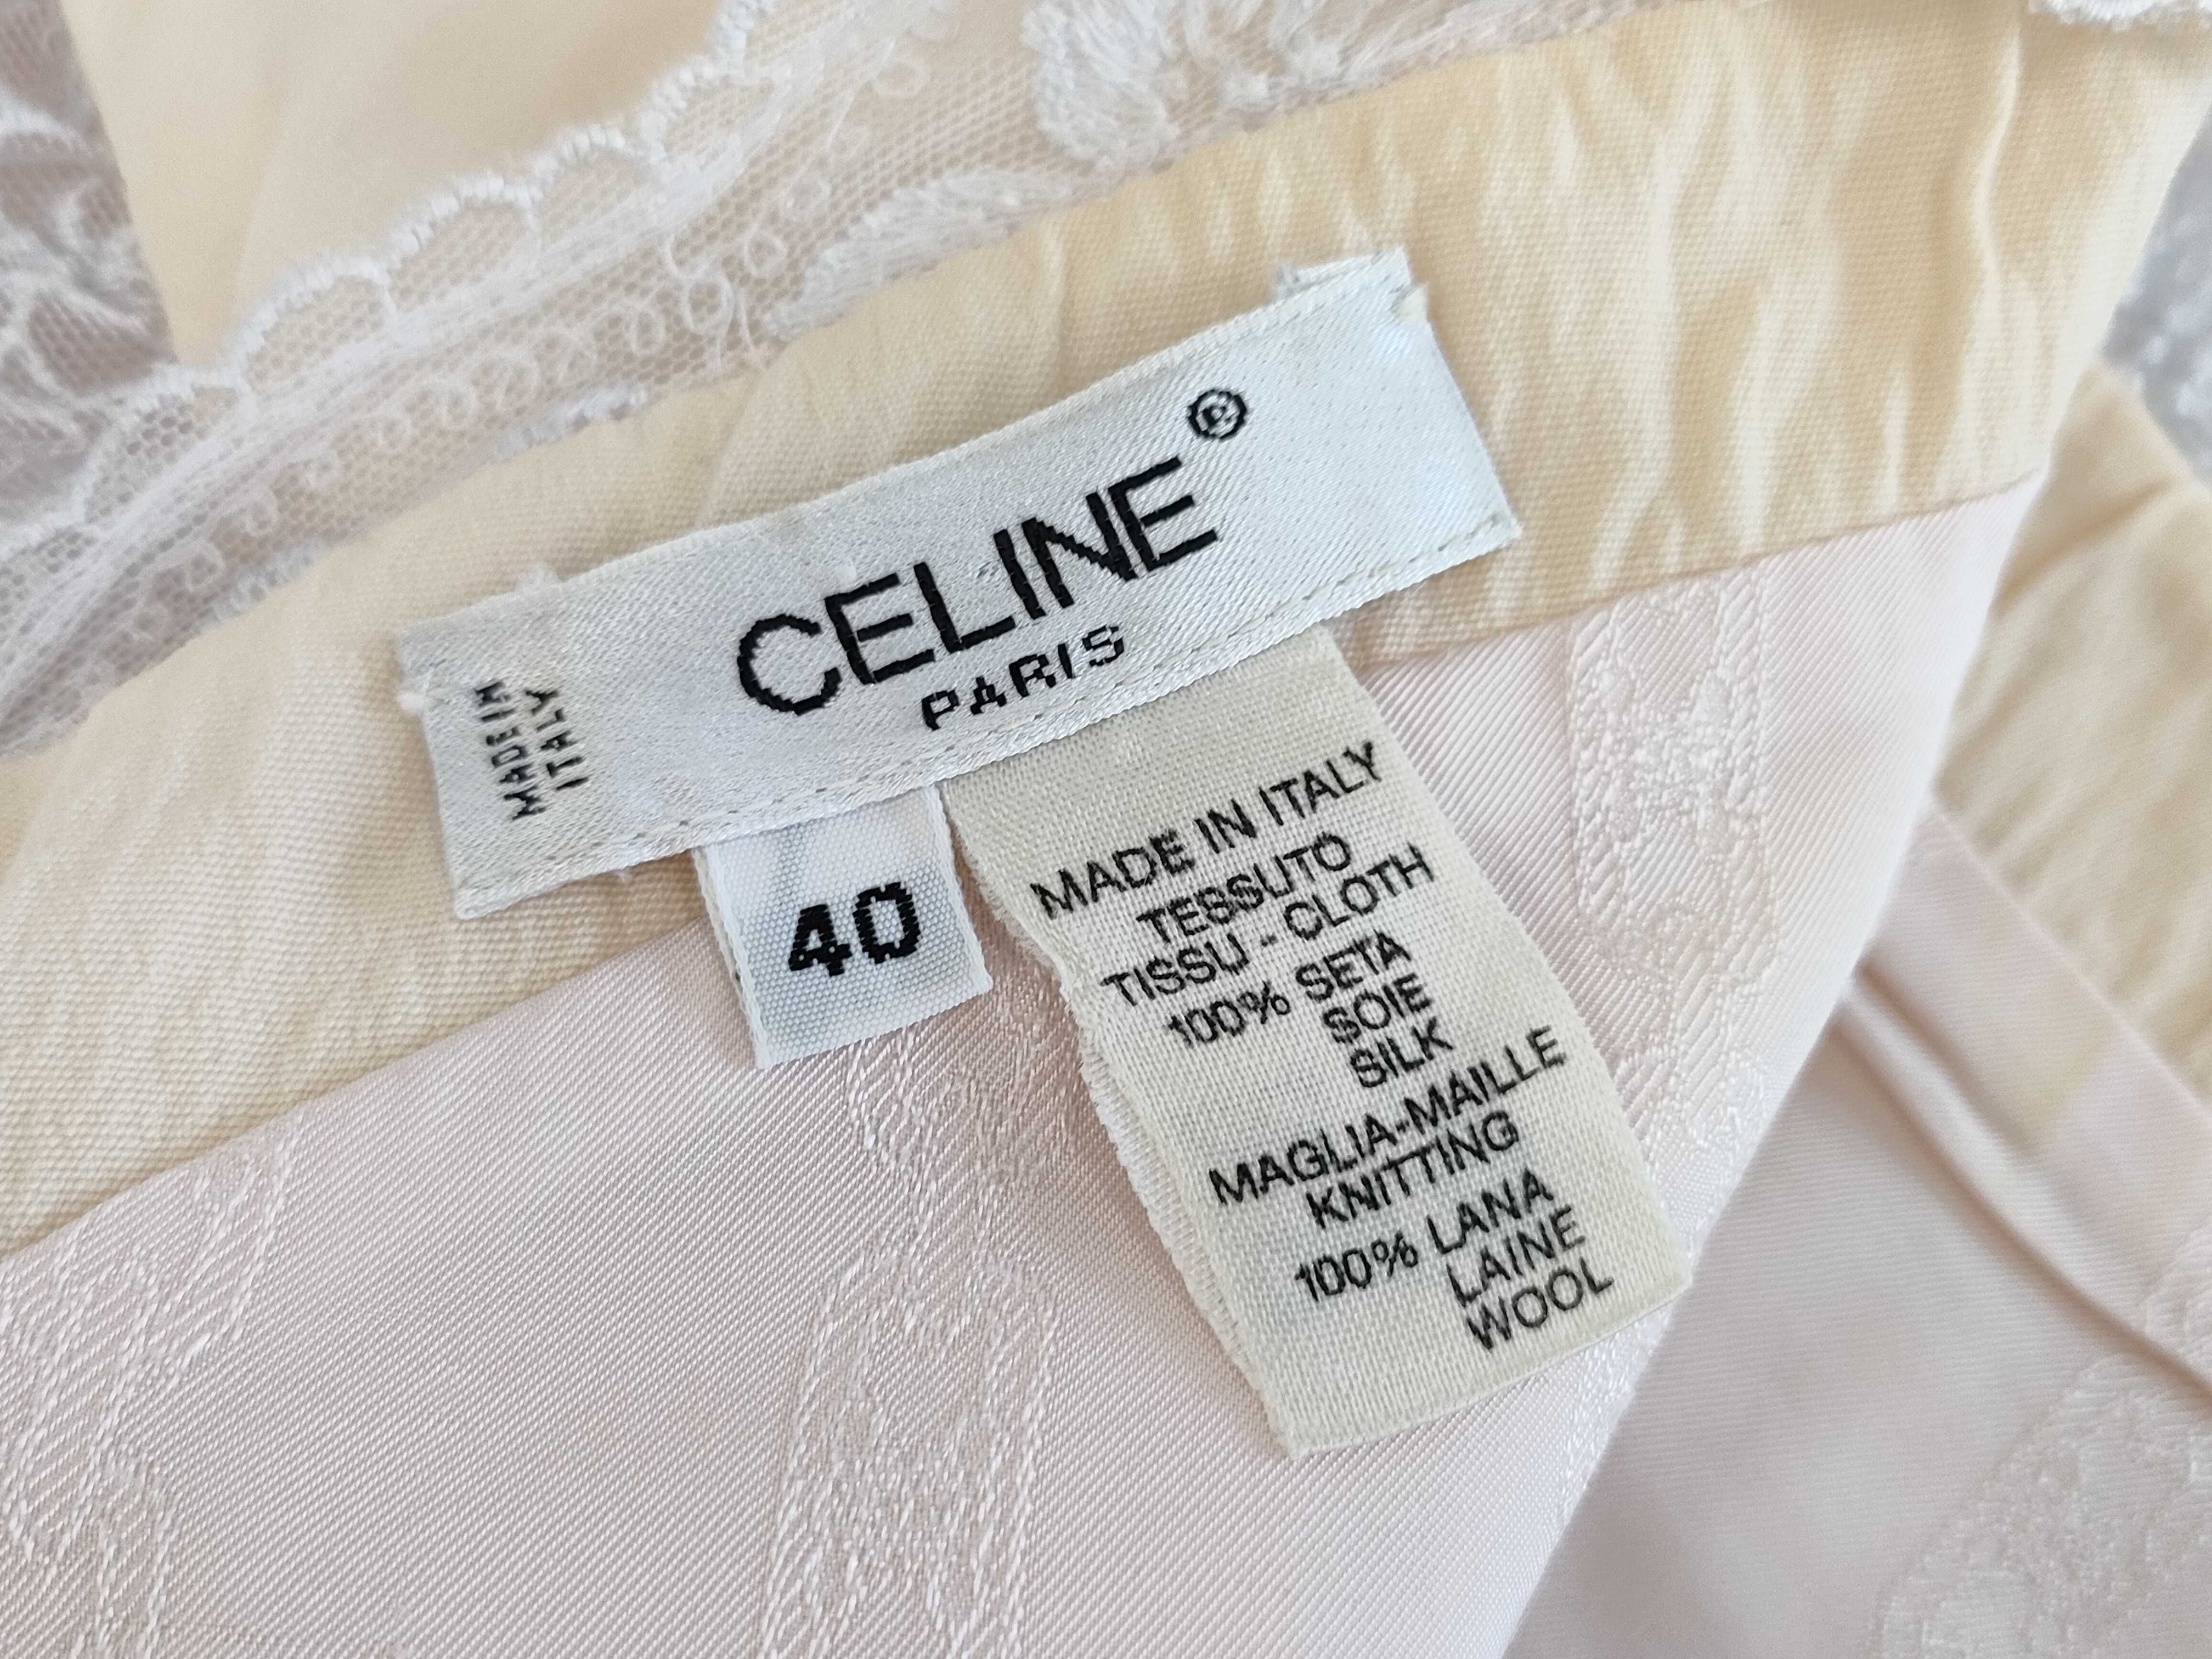 CELINE®
PARIS
MADE IN
ITALY
40
MADE IN ITALY
TESSUTO
TISSU - CLOTH
100% SETA
SOIE
SILK
MAGLIA-MAILLE
KNITTING
100% LANA
LAINE
WOOL